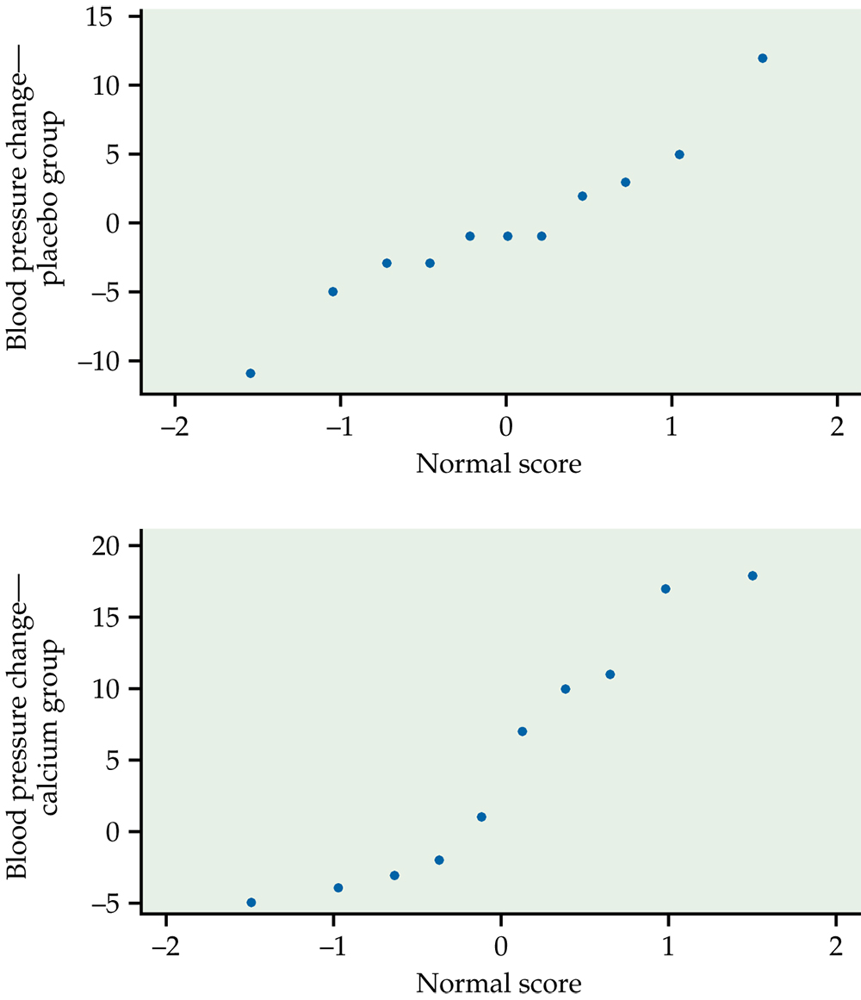 Blood pressure change—
placebo group
15
10
5
0
–5
–10
–2 –1 0 1 2
Normal score
Blood pressure change—
calcium group
20
15
10
5
0
–5
–2 –1 0 1 2
Normal score